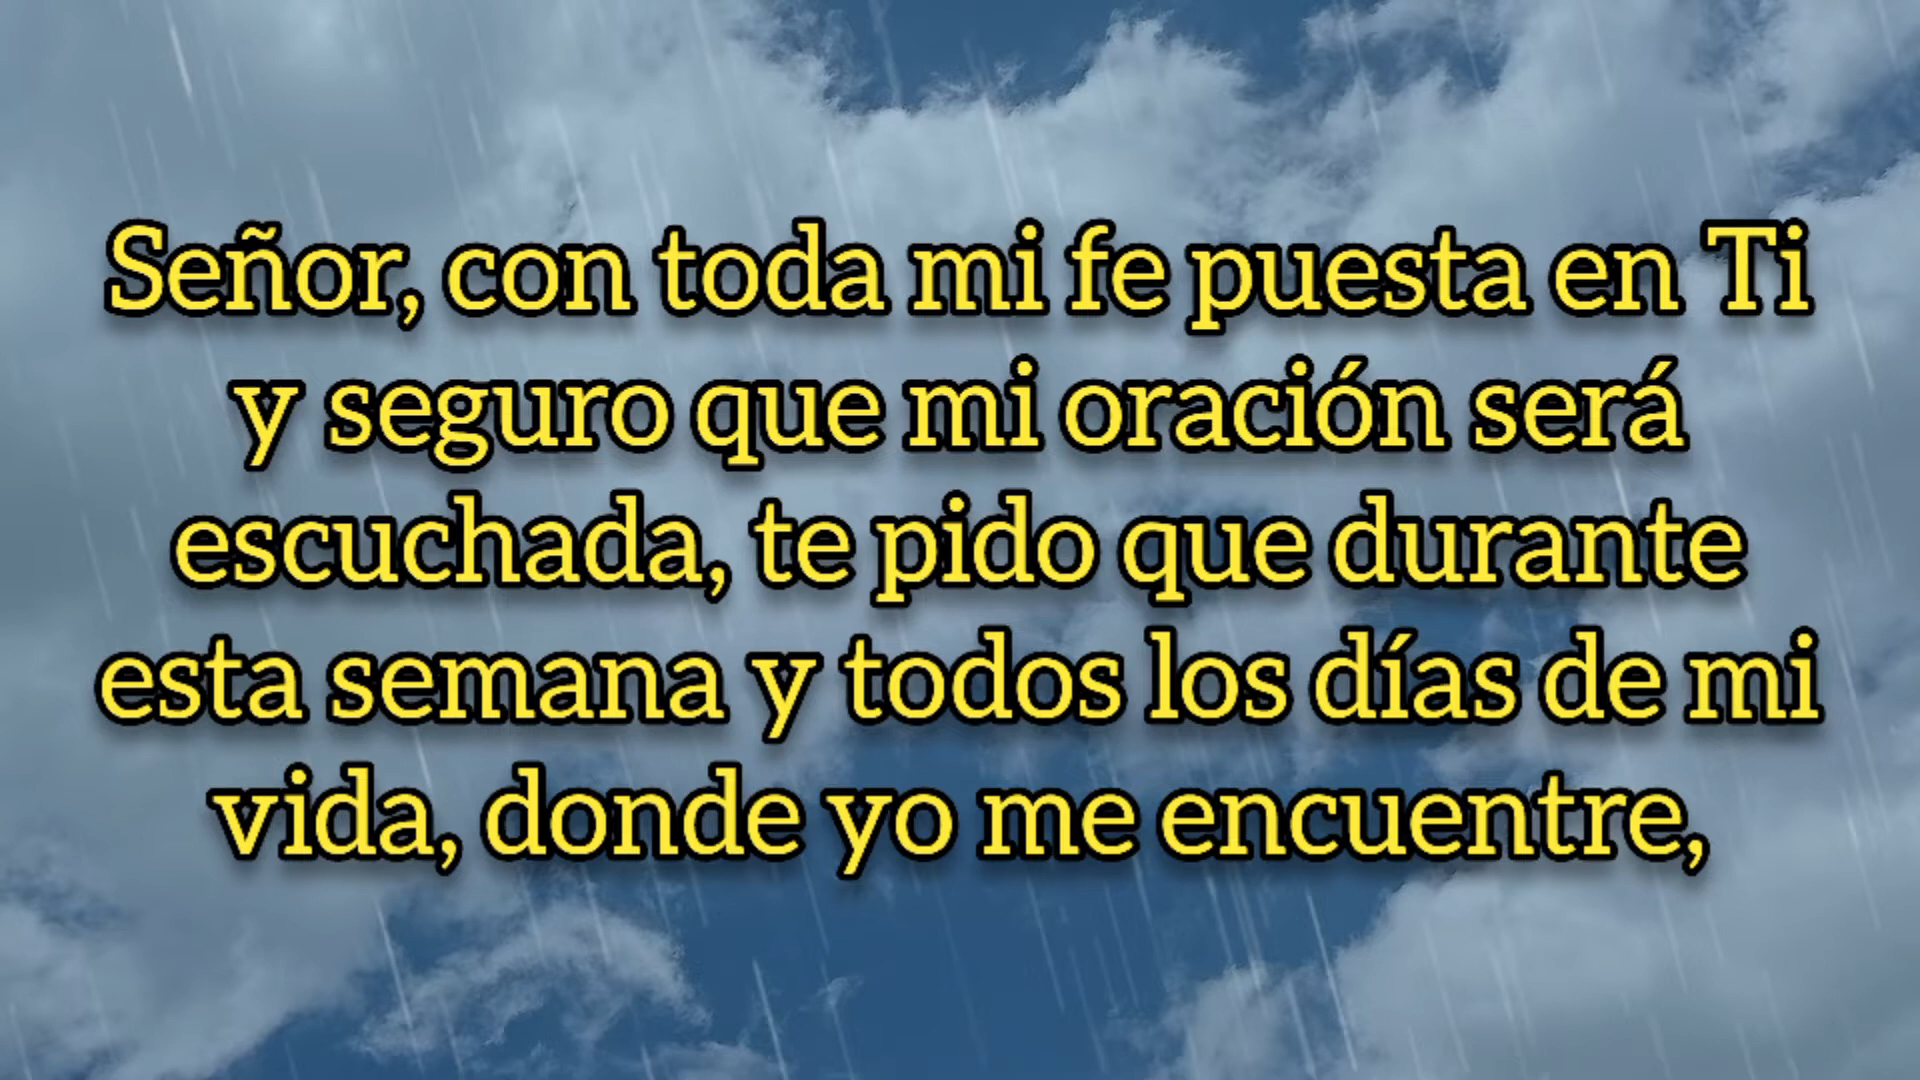 Señor, con toda mi fe puesta en Ti
y seguro que mi oración será
escuchada, te pido que durante
esta semana y todos los días de mi
vida, donde yo me encuentre,